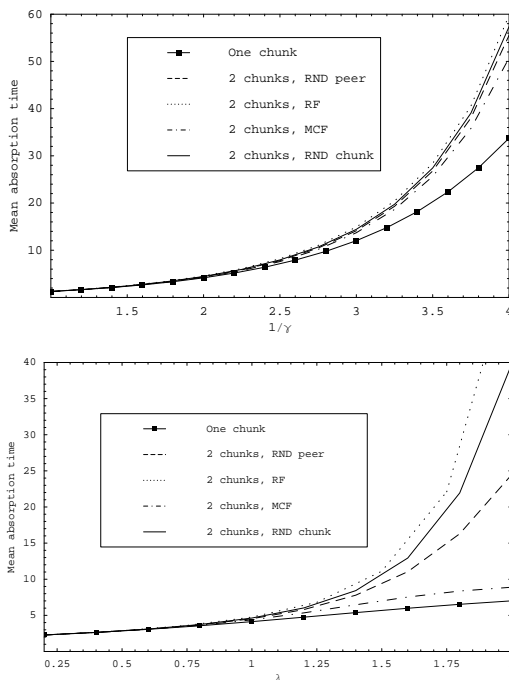 60
50
40
30
20
10
Mean absorption time
One chunk
2 chunks, RND peer
2 chunks, RF
2 chunks, MCF
2 chunks, RND chunk
1.5 2 2.5 3 3.5 4
1/γ
40
35
30
25
20
15
10
5
Mean absorption time
One chunk
2 chunks, RND peer
2 chunks, RF
2 chunks, MCF
2 chunks, RND chunk
0.25 0.5 0.75 1 1.25 1.5 1.75
λ